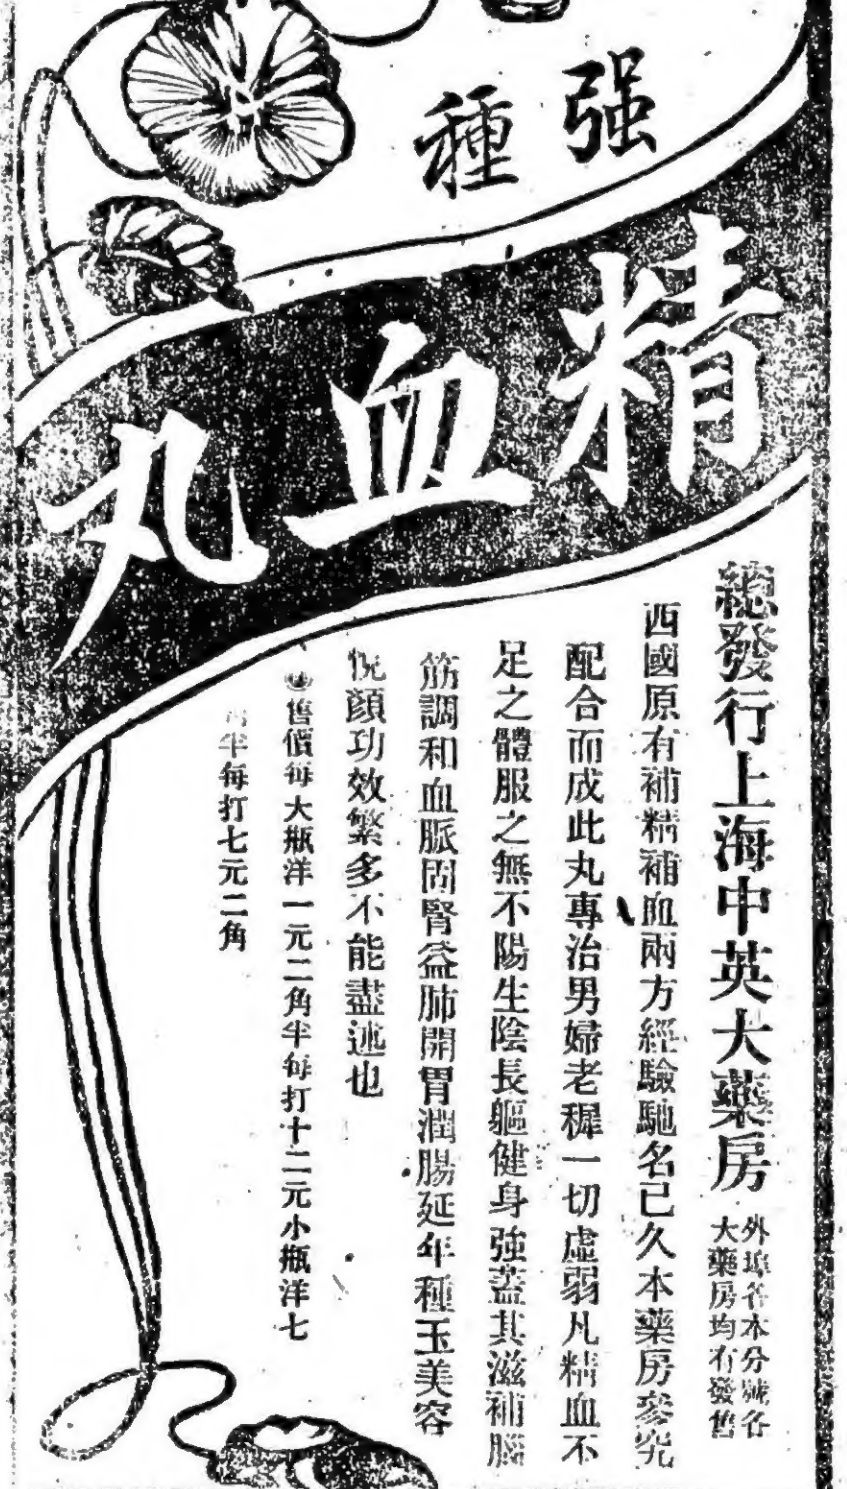 强種
精血丸
總發行上海中英大藥房
外埠各本分號各
大藥房均有發售
西國原有補精補血兩方經驗馳名已久本藥房參究
配合而成此丸專治男婦老穉一切虛弱凡精血不
足之體服之無不陽生陰長軀健身強蓋其滋補腦
筋調和血脈固腎益肺開胃潤腸延年種玉美容
悅顏功效繁多不能盡述也
售價每大瓶洋一元二角半每打十二元小瓶洋七
角半每打七元二角